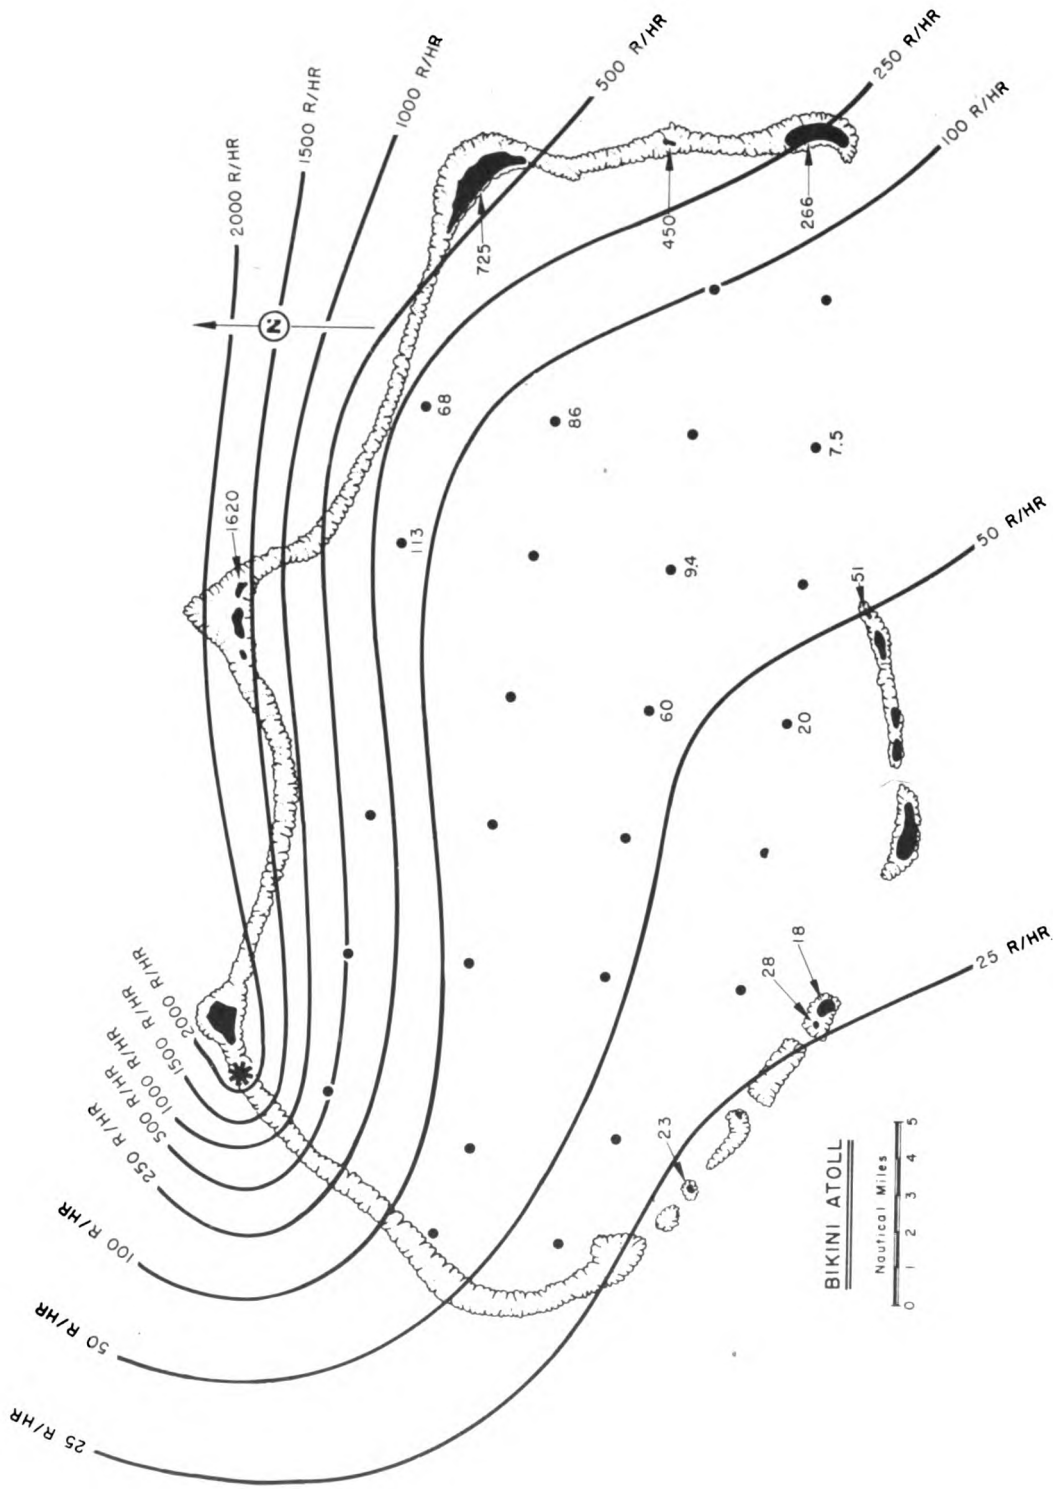 2000 R/HR
1500 R/HR
1000 R/HR
500 R/HR
250 R/HR
100 R/HR
50 R/HR
25 R/HR
N
1620
725
450
266
68
86
7.5
113
9.4
51
60
20
18
28
23
2000 R/HR
1500 R/HR
1000 R/HR
500 R/HR
250 R/HR
100 R/HR
50 R/HR
25 R/HR
BIKINI ATOLL
Nautical Miles
0 1 2 3 4 5